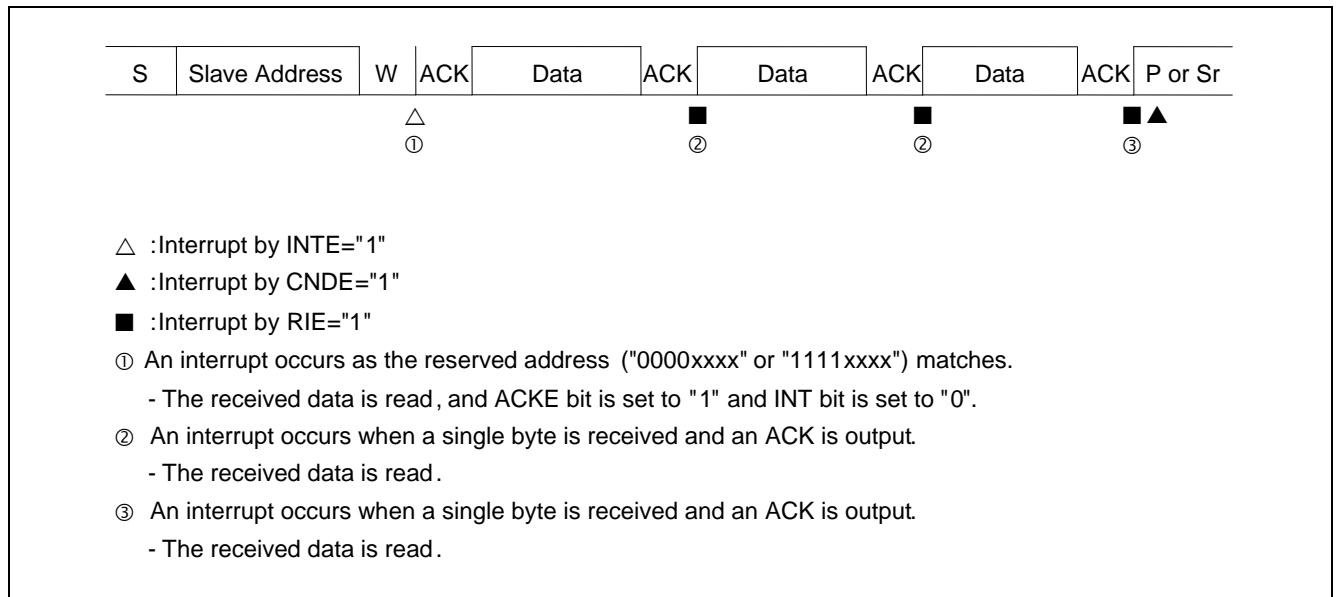 S Slave Address W ACK Data ACK Data ACK Data ACK P or Sr
△ ■ ■ ■ ▲
① ② ② ③
△ :Interrupt by INTE="1"
▲ :Interrupt by CNDE="1"
■ :Interrupt by RIE="1"
① An interrupt occurs as the reserved address ("0000xxxx" or "1111xxxx") matches.
- The received data is read, and ACKE bit is set to "1" and INT bit is set to "0".
② An interrupt occurs when a single byte is received and an ACK is output.
- The received data is read.
③ An interrupt occurs when a single byte is received and an ACK is output.
- The received data is read.